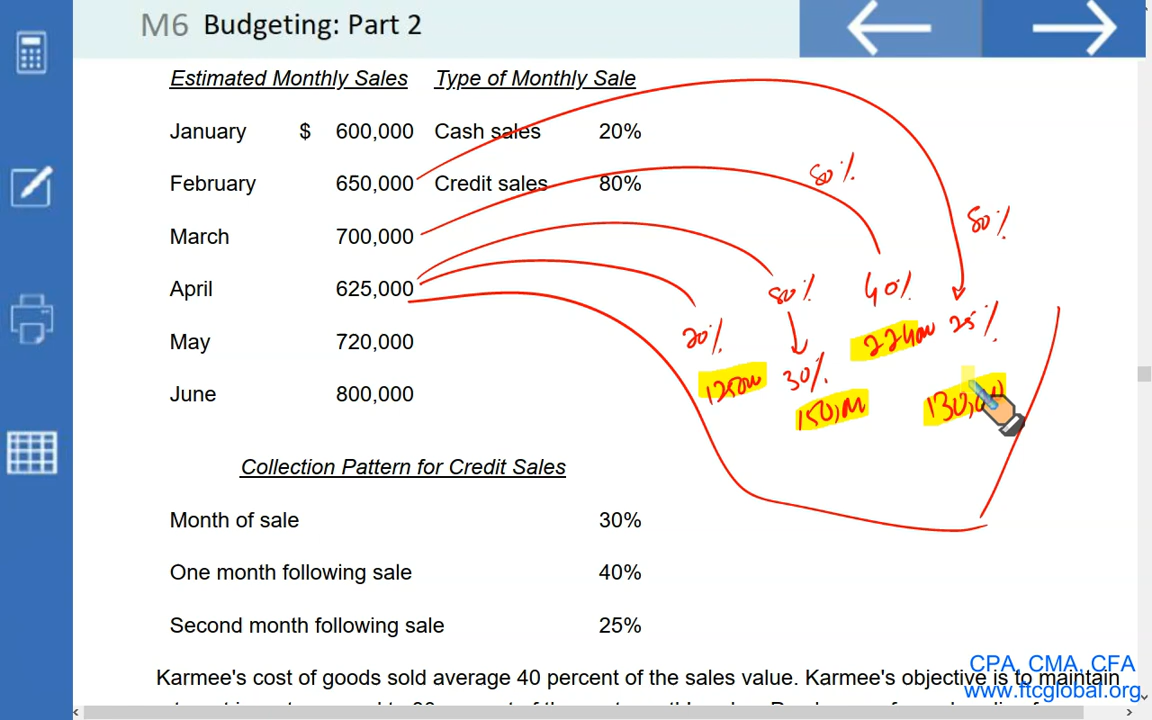 M6 Budgeting: Part 2
Estimated Monthly Sales Type of Monthly Sale
January $ 600,000 Cash sales 20%
February 650,000 Credit sales 80%
March 700,000
April 625,000
May 720,000
June 800,000
80%
80%
80% 40%
20% 25%
30%
Collection Pattern for Credit Sales
Month of sale 30%
One month following sale 40%
Second month following sale 25%
CPA, CMA, CFA
Karmee's cost of goods sold average 40 percent of the sales value. Karmee's objective is to maintain
www.ftcglobal.org